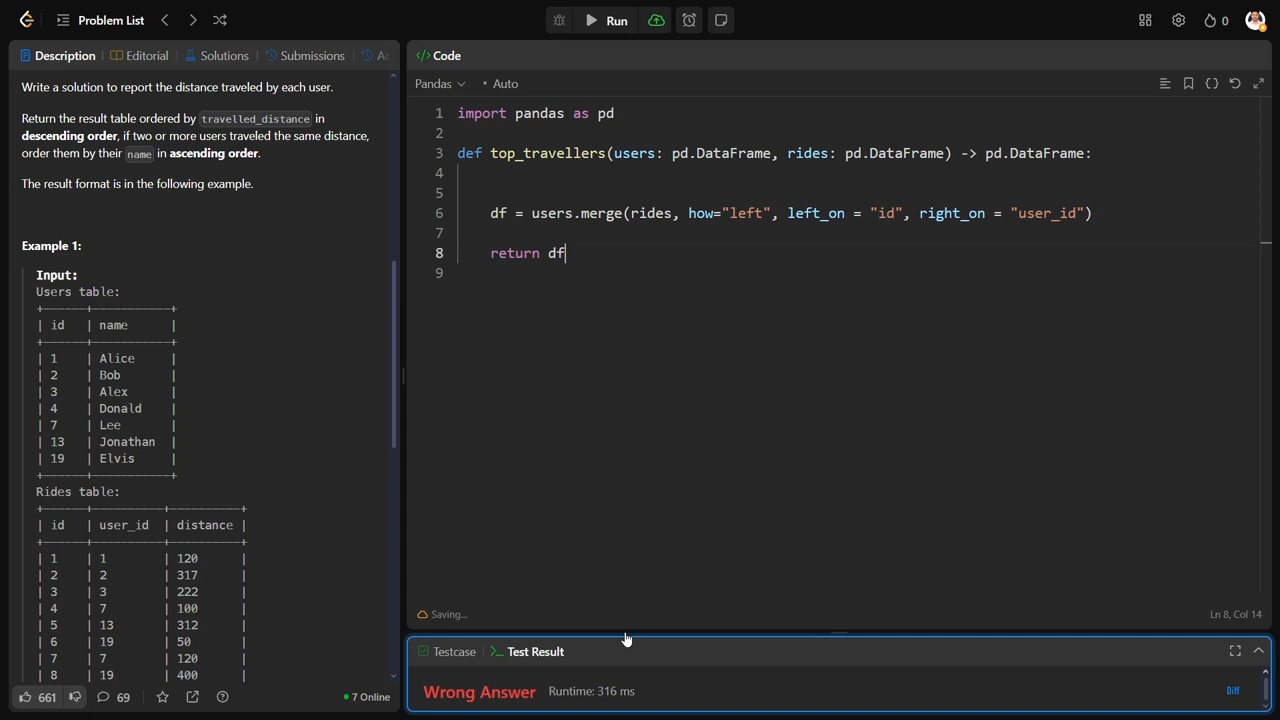 Problem List
Run
0
Description
Editorial
Solutions
Submissions
Ac
Write a solution to report the distance traveled by each user.
Return the result table ordered by travelled_distance in
descending order, if two or more users traveled the same distance,
order them by their name in ascending order.
The result format is in the following example.
Example 1:
Input:
Users table:
+------+-----------+
| id | name |
+------+-----------+
| 1 | Alice |
| 2 | Bob |
| 3 | Alex |
| 4 | Donald |
| 7 | Lee |
| 13 | Jonathan |
| 19 | Elvis |
+------+-----------+
Rides table:
+------+----------+----------+
| id | user_id | distance |
+------+----------+----------+
| 1 | 1 | 120 |
| 2 | 2 | 317 |
| 3 | 3 | 222 |
| 4 | 7 | 100 |
| 5 | 13 | 312 |
| 6 | 19 | 50 |
| 7 | 7 | 120 |
| 8 | 19 | 400 |
661
69
7 Online
</> Code
Pandas
Auto
1 import pandas as pd
2
3 def top_travellers(users: pd.DataFrame, rides: pd.DataFrame) -> pd.DataFrame:
4
5
6 df = users.merge(rides, how="left", left_on = "id", right_on = "user_id")
7
8 return df
9
Saving...
Ln 8, Col 14
Testcase
>_ Test Result
Wrong Answer Runtime: 316 ms
Diff